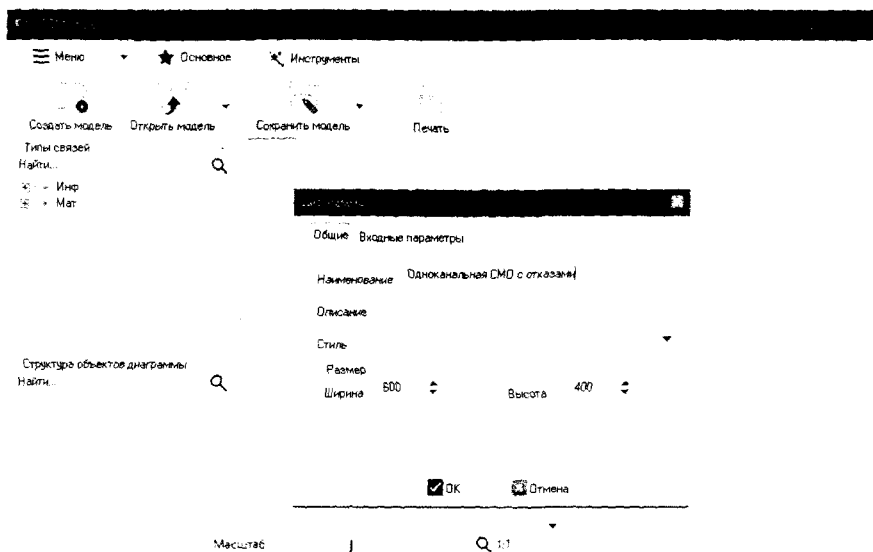 Меню Основное Инструменты
Создать модель Открыть модель Сохранить модель Печать
Типы связей
Найти...
Инф
Мат
Общие Входные параметры
Наименование Одноканальная СМО с отказами
Описание
Стиль
Структура объектов диаграммы
Найти...
Размер
Ширина 600 Высота 400
ОК Отмена
Масштаб 1:1